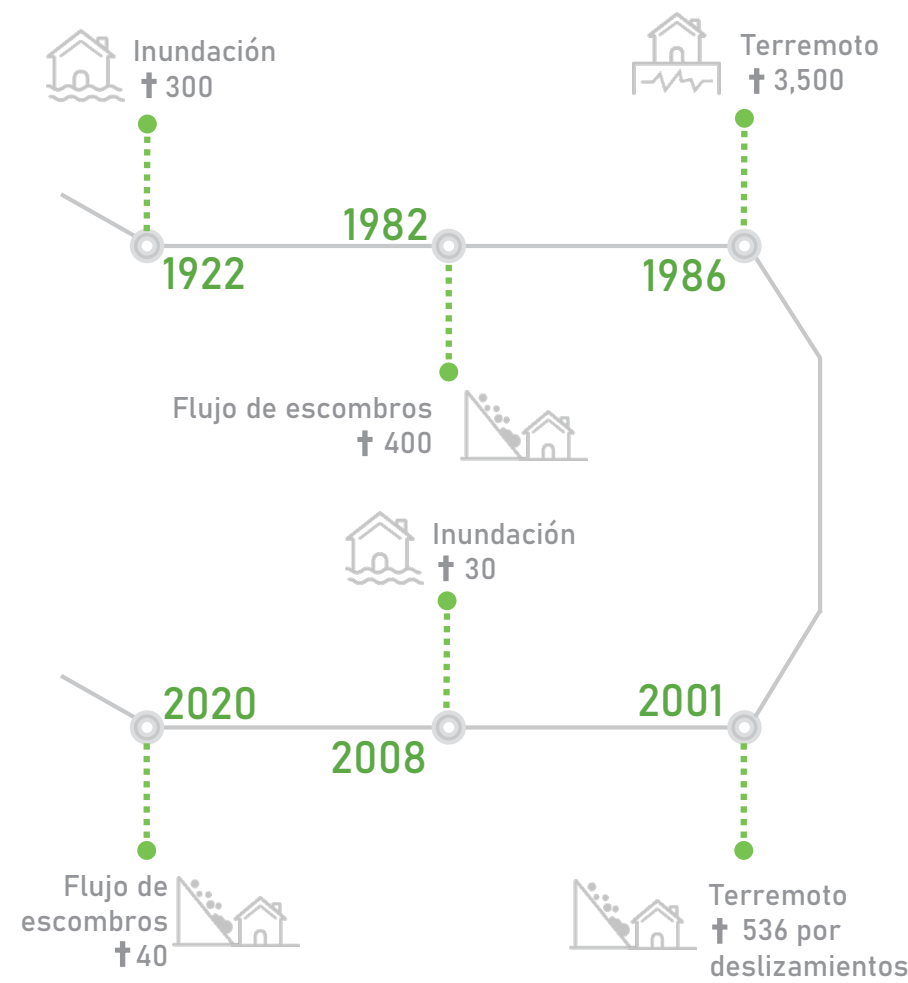 Inundación
✝ 300
Terremoto
✝ 3,500
1982
1922
1986
Flujo de escombros
✝ 400
Inundación
✝ 30
2020
2008
2001
Flujo de
escombros
✝ 40
Terremoto
✝ 536 por
deslizamientos